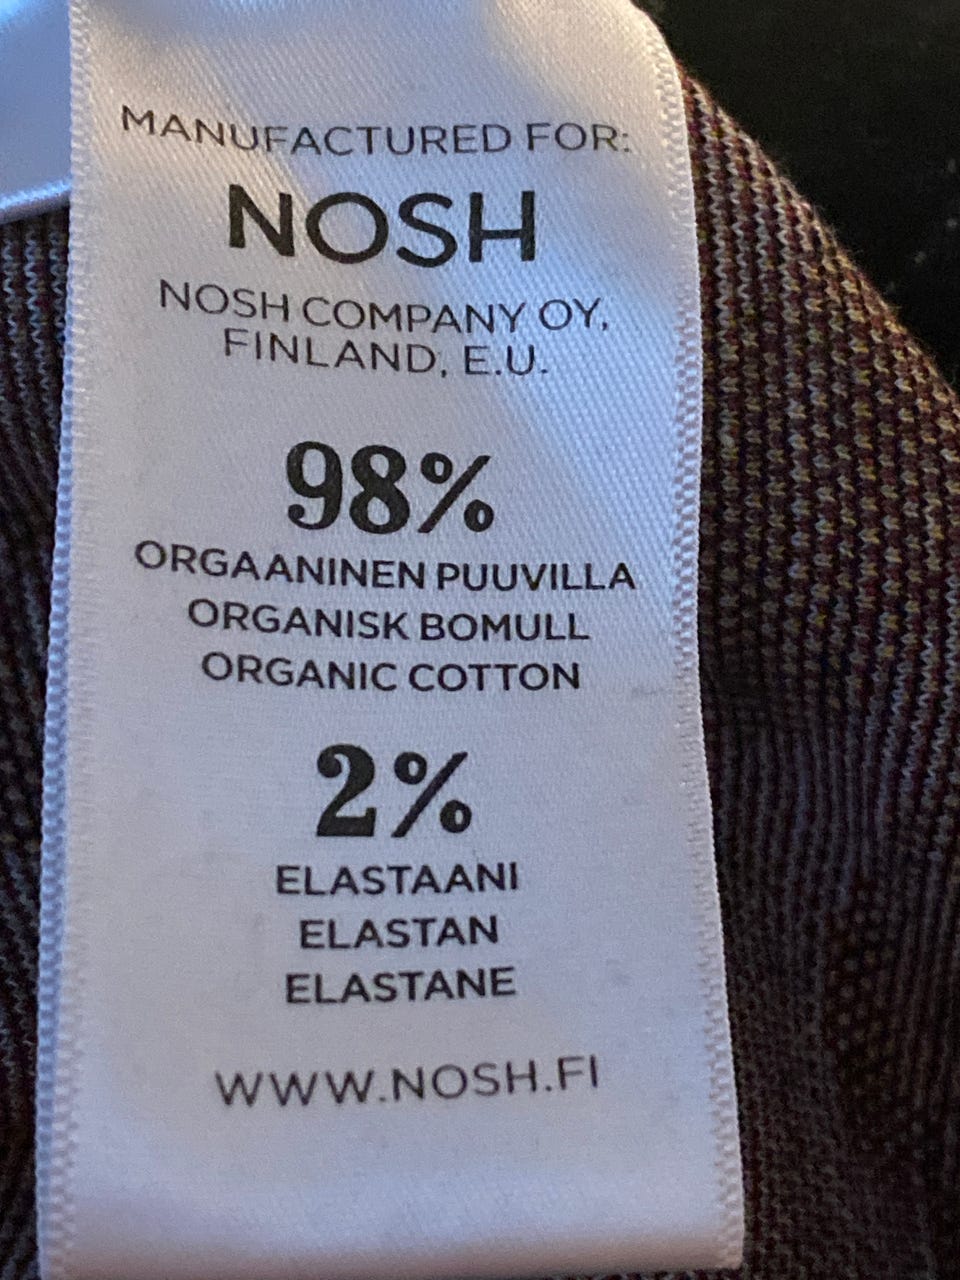 MANUFACTURED FOR:
NOSH
NOSH COMPANY OY,
FINLAND, E.U.
98%
ORGAANINEN PUUVILLA
ORGANISK BOMULL
ORGANIC COTTON
2%
ELASTAANI
ELASTAN
ELASTANE
WWW.NOSH.FI